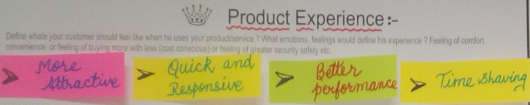 Product Experience:-
Define what your customer should feel like when he uses your product/service ? What emotions, feelings would define his experience ? Feeling of comfort,
convenience, or feeling of buying more with less (cost conscious) or feeling of greater security safety etc.
More
Attractive
Quick and
Responsive
Better
performance
Time Shaving